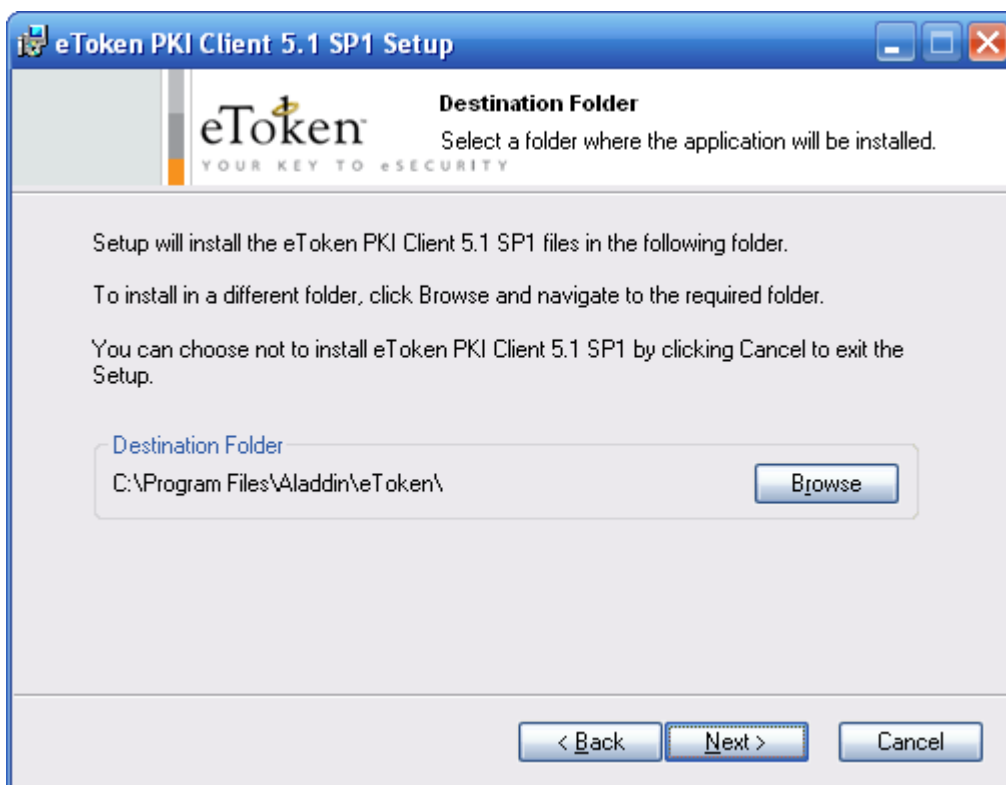 eToken PKI Client 5.1 SP1 Setup
eToken
YOUR KEY TO eSECURITY
Destination Folder
Select a folder where the application will be installed.
Setup will install the eToken PKI Client 5.1 SP1 files in the following folder.
To install in a different folder, click Browse and navigate to the required folder.
You can choose not to install eToken PKI Client 5.1 SP1 by clicking Cancel to exit the
Setup.
Destination Folder
C:\Program Files\Aladdin\eToken\
Browse
< Back
Next >
Cancel